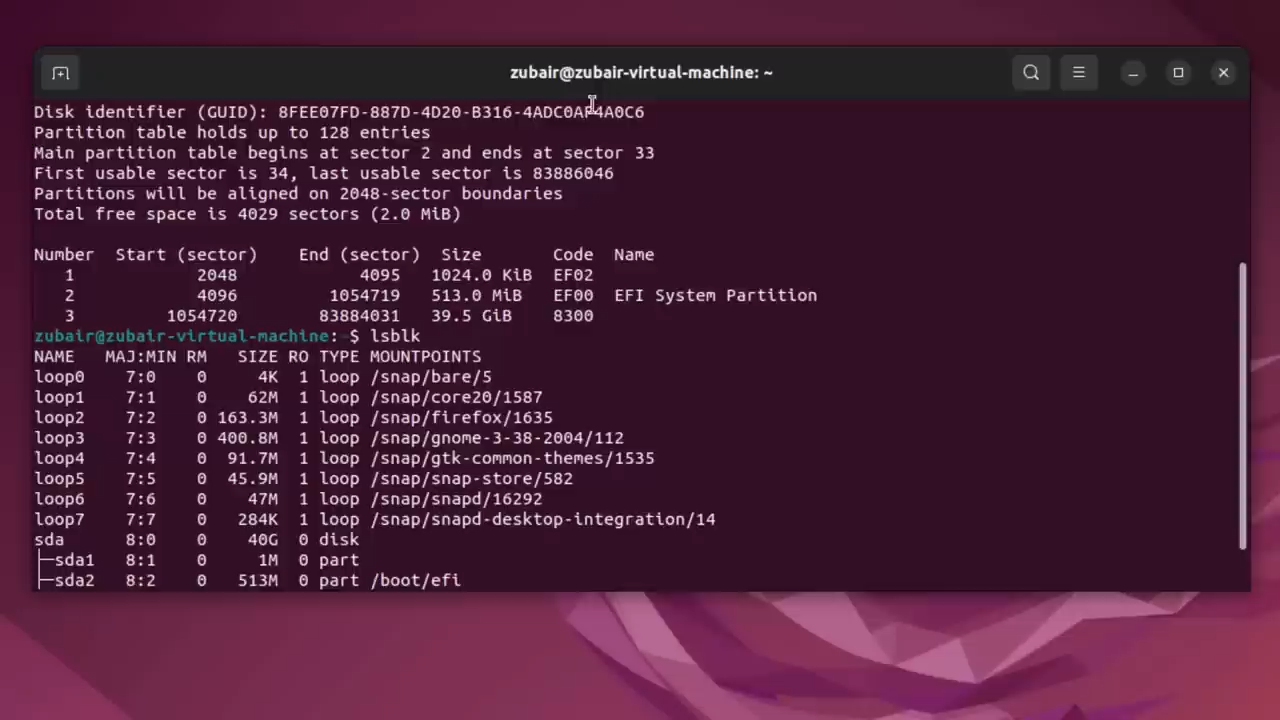 zubair@zubair-virtual-machine: ~
Disk identifier (GUID): 8FEE07FD-887D-4D20-B316-4ADC0AF4A0C6
Partition table holds up to 128 entries
Main partition table begins at sector 2 and ends at sector 33
First usable sector is 34, last usable sector is 83886046
Partitions will be aligned on 2048-sector boundaries
Total free space is 4029 sectors (2.0 MiB)
Number  Start (sector)    End (sector)  Size       Code  Name
   1            2048            4095   1024.0 KiB  EF02
   2            4096         1054719   513.0 MiB   EF00  EFI System Partition
   3         1054720        83884031   39.5 GiB    8300
zubair@zubair-virtual-machine:~$ lsblk
NAME   MAJ:MIN RM   SIZE RO TYPE MOUNTPOINTS
loop0    7:0    0     4K  1 loop /snap/bare/5
loop1    7:1    0    62M  1 loop /snap/core20/1587
loop2    7:2    0 163.3M  1 loop /snap/firefox/1635
loop3    7:3    0 400.8M  1 loop /snap/gnome-3-38-2004/112
loop4    7:4    0  91.7M  1 loop /snap/gtk-common-themes/1535
loop5    7:5    0  45.9M  1 loop /snap/snap-store/582
loop6    7:6    0    47M  1 loop /snap/snapd/16292
loop7    7:7    0   284K  1 loop /snap/snapd-desktop-integration/14
sda      8:0    0    40G  0 disk
├─sda1   8:1    0     1M  0 part
├─sda2   8:2    0   513M  0 part /boot/efi